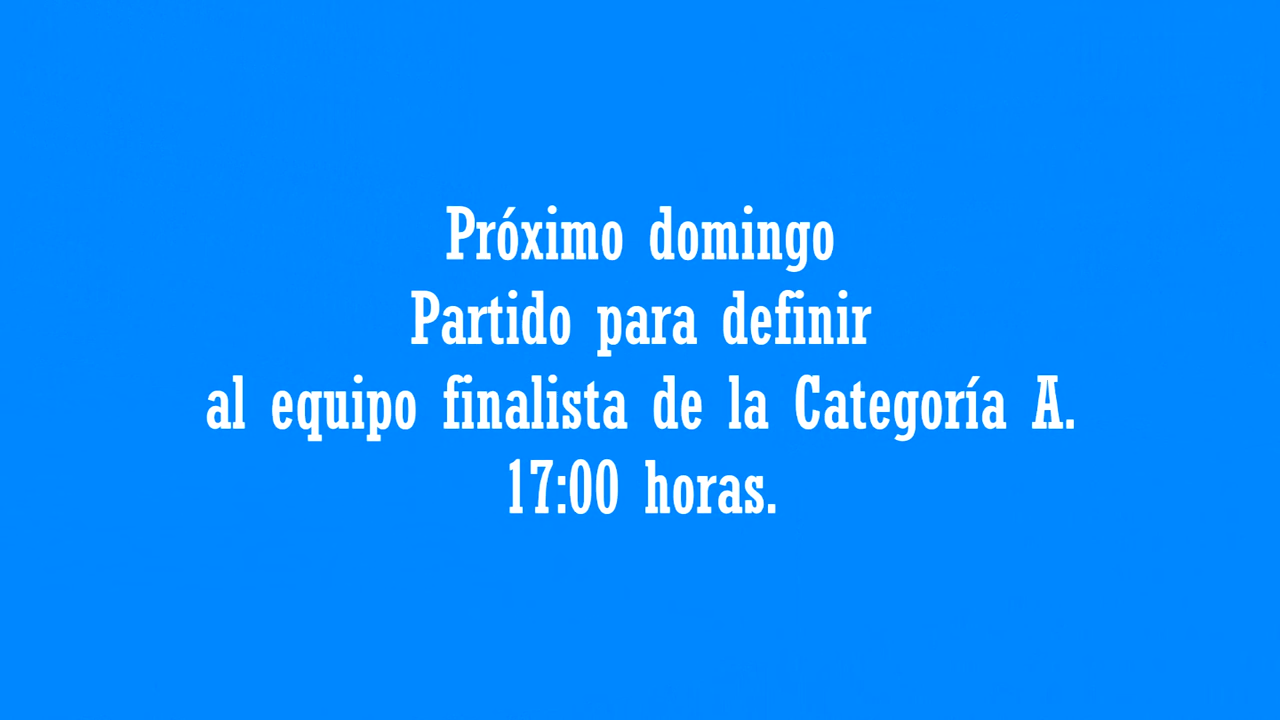 Próximo domingo
Partido para definir
al equipo finalista de la Categoría A.
17:00 horas.